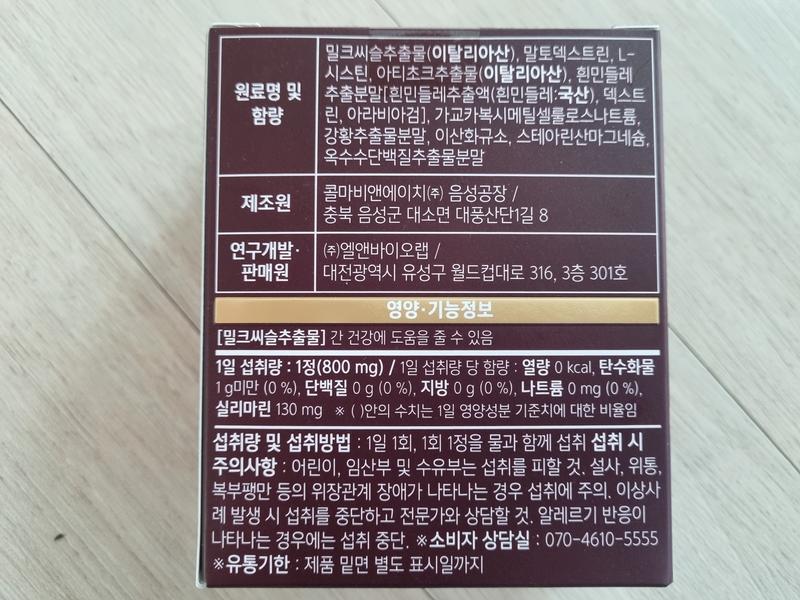 원료명 및
함량
밀크씨슬추출물(이탈리아산), 말토덱스트린, L-
시스틴, 아티초크추출물(이탈리아산), 흰민들레
추출분말[흰민들레추출액(흰민들레:국산), 덱스트
린, 아라비아검], 가교카복시메틸셀룰로스나트륨,
강황추출물분말, 이산화규소, 스테아린산마그네슘,
옥수수단백질추출물분말
제조원
콜마비앤에이치㈜ 음성공장 /
충북 음성군 대소면 대풍산단1길 8
연구개발·
판매원
㈜엘앤바이오랩 /
대전광역시 유성구 월드컵대로 316, 3층 301호
영양·기능정보
[밀크씨슬추출물] 간 건강에 도움을 줄 수 있음
1일 섭취량 : 1정(800 mg) / 1일 섭취량 당 함량 : 열량 0 kcal, 탄수화물
1 g미만 (0 %), 단백질 0 g (0 %), 지방 0 g (0 %), 나트륨 0 mg (0 %),
실리마린 130 mg ※ ( )안의 수치는 1일 영양성분 기준치에 대한 비율임
섭취량 및 섭취방법 : 1일 1회, 1회 1정을 물과 함께 섭취 섭취 시
주의사항 : 어린이, 임산부 및 수유부는 섭취를 피할 것. 설사, 위통,
복부팽만 등의 위장관계 장애가 나타나는 경우 섭취에 주의. 이상사
례 발생 시 섭취를 중단하고 전문가와 상담할 것. 알레르기 반응이
나타나는 경우에는 섭취 중단. ※소비자 상담실 : 070-4610-5555
※유통기한 : 제품 밑면 별도 표시일까지